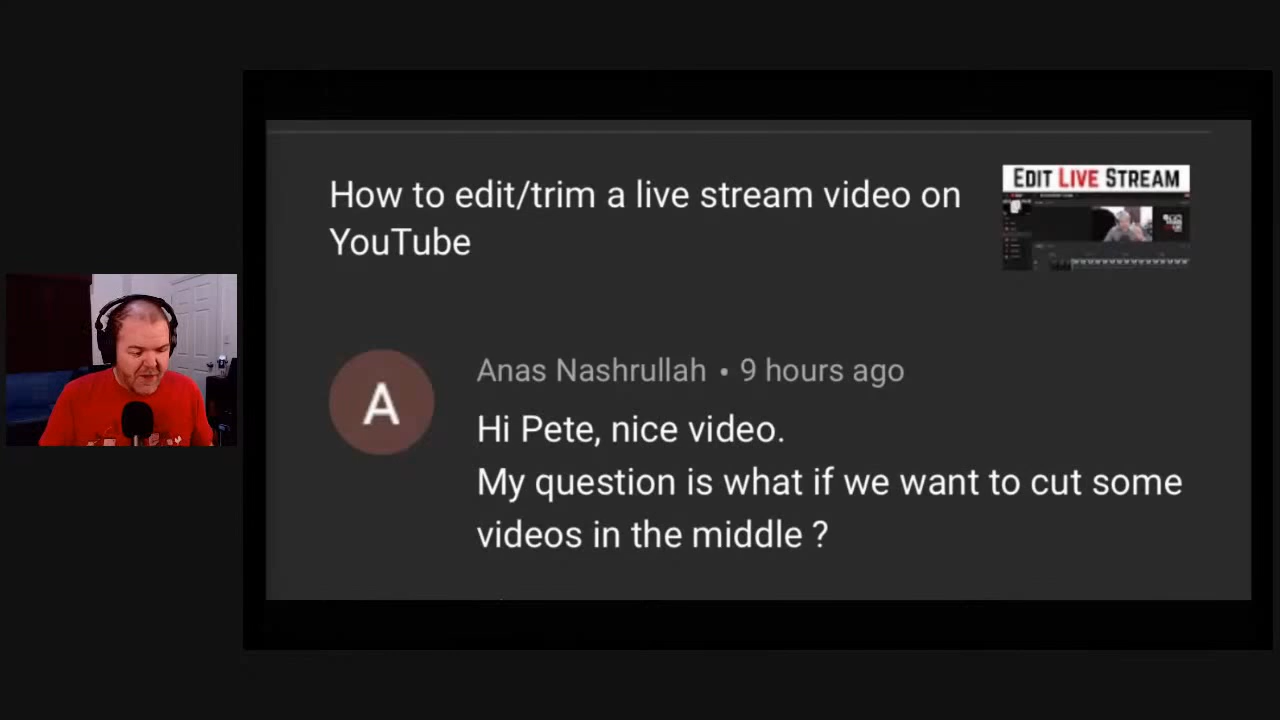 How to edit/trim a live stream video on
YouTube
EDIT LIVE STREAM
A
Anas Nashrullah • 9 hours ago
Hi Pete, nice video.
My question is what if we want to cut some
videos in the middle ?